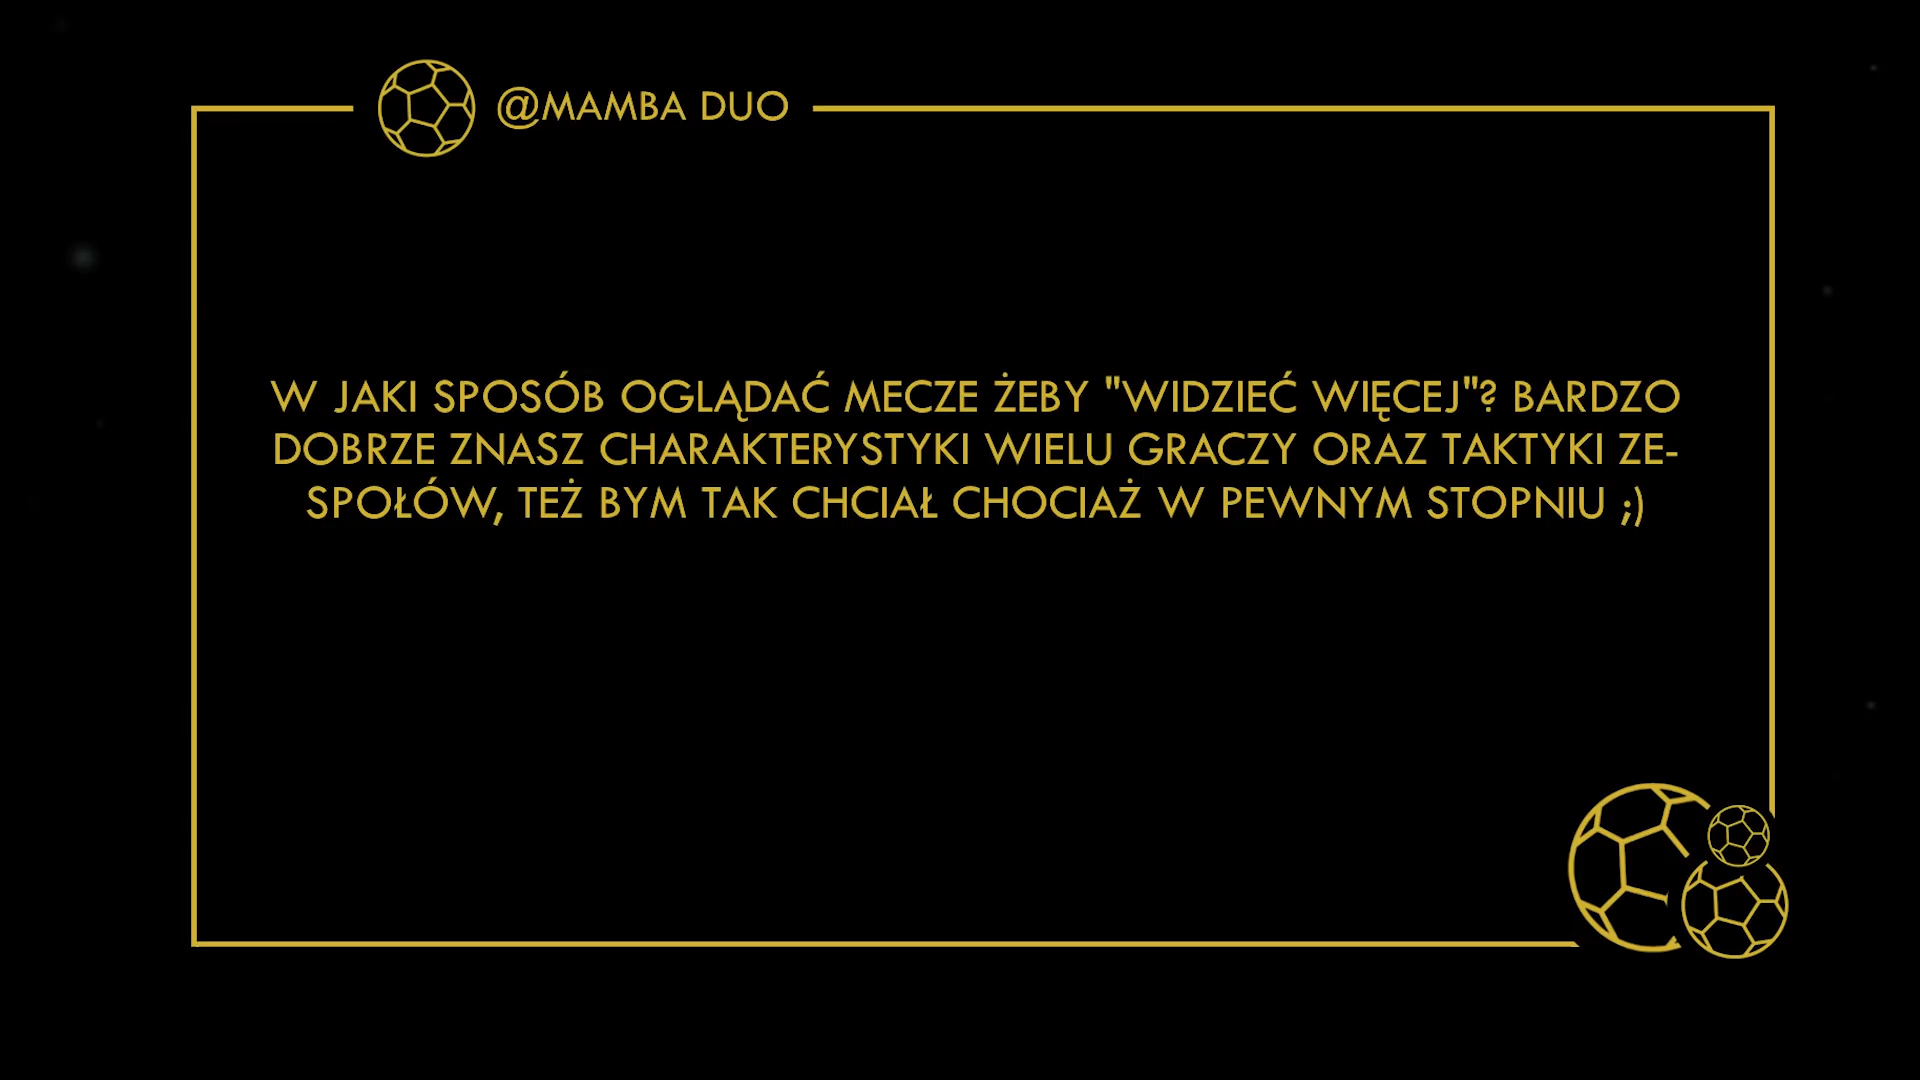 @MAMBA DUO
W JAKI SPOSÓB OGLĄDAĆ MECZE ŻEBY "WIDZIEĆ WIĘCEJ"? BARDZO
DOBRZE ZNASZ CHARAKTERYSTYKI WIELU GRACZY ORAZ TAKTYKI ZE-
SPOŁÓW, TEŻ BYM TAK CHCIAŁ CHOCIAŻ W PEWNYM STOPNIU ;)